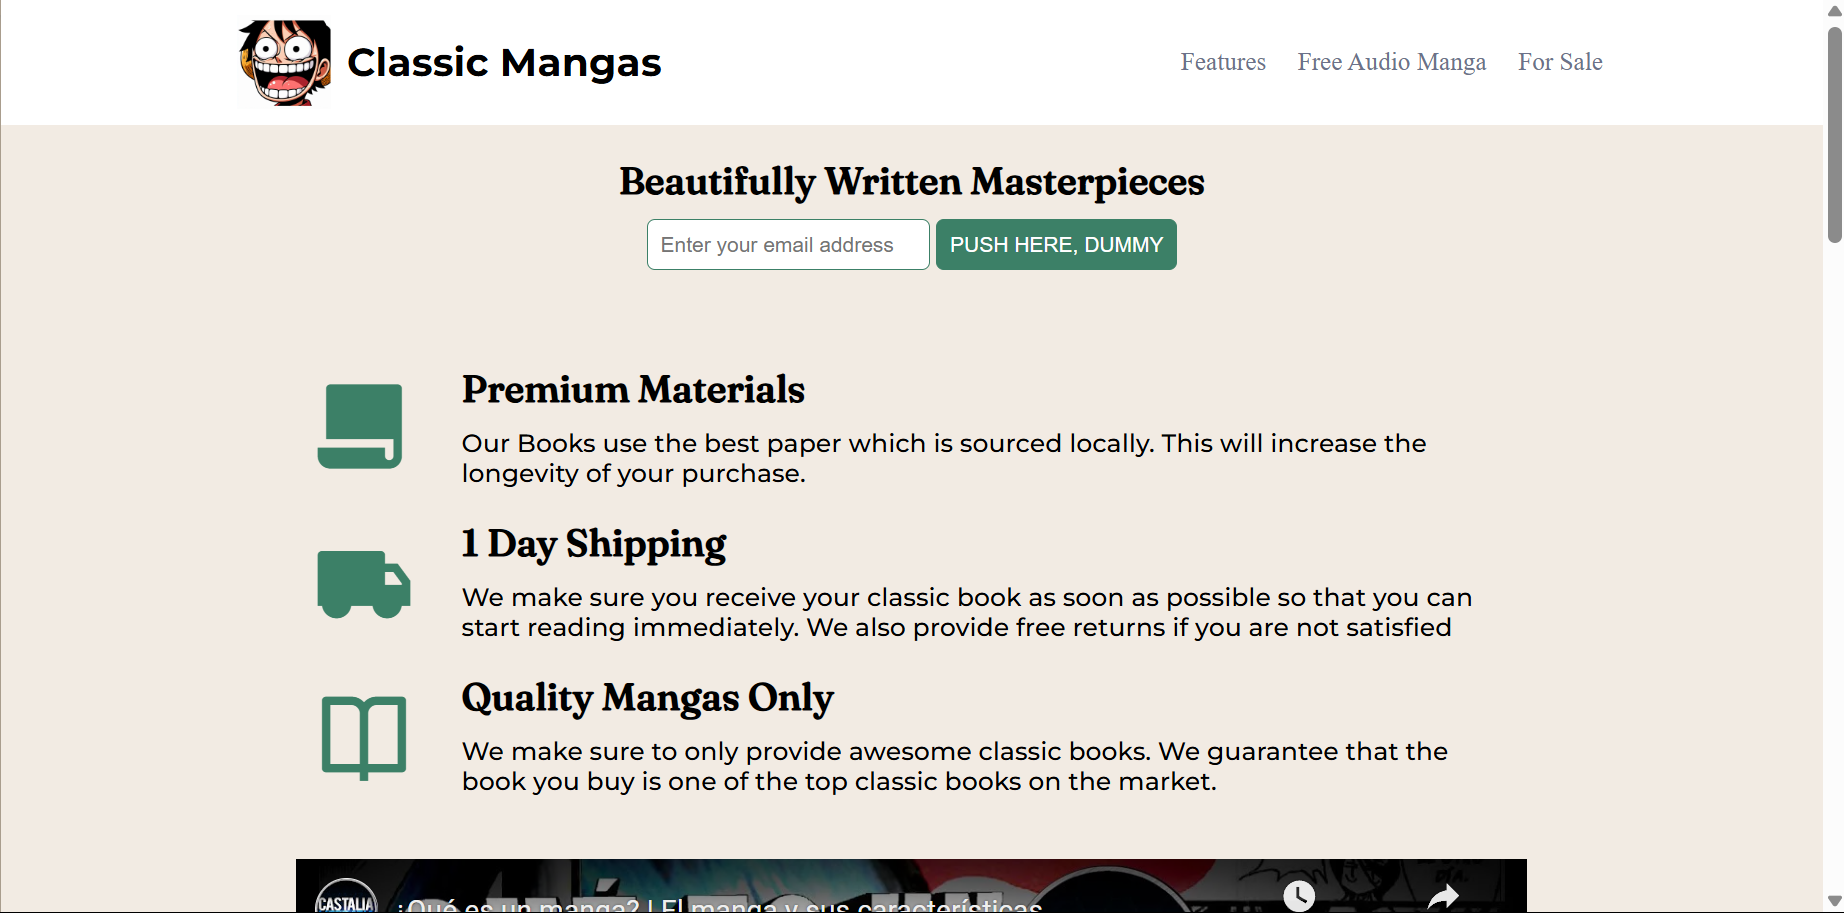 Classic Mangas
Features Free Audio Manga For Sale
Beautifully Written Masterpieces
Enter your email address PUSH HERE, DUMMY
Premium Materials
Our Books use the best paper which is sourced locally. This will increase the
longevity of your purchase.
1 Day Shipping
We make sure you receive your classic book as soon as possible so that you can
start reading immediately. We also provide free returns if you are not satisfied
Quality Mangas Only
We make sure to only provide awesome classic books. We guarantee that the
book you buy is one of the top classic books on the market.
CASTALIA
¿Qué es un manga? | El manga y sus características